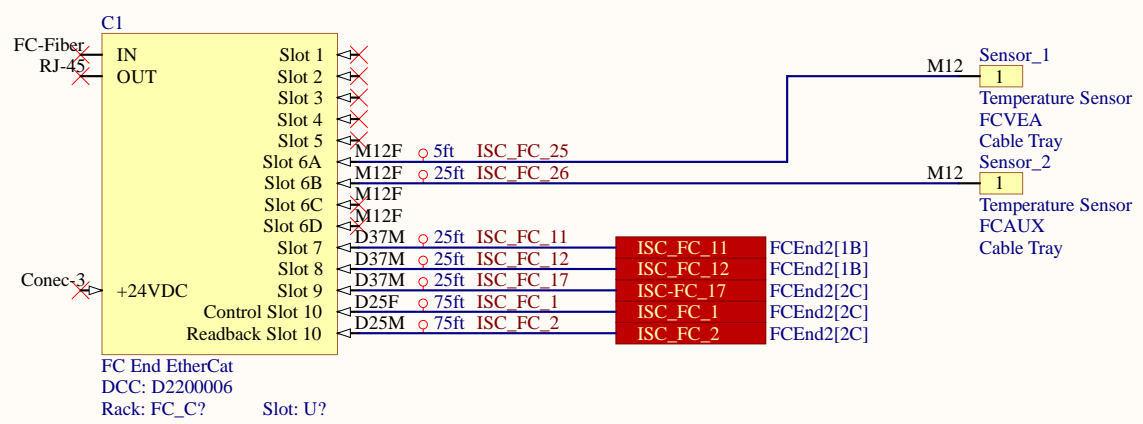 C1
FC-Fiber IN Slot 1
RJ-45 OUT Slot 2
Slot 3
Slot 4
Slot 5
Slot 6A M12F 5ft ISC_FC_25
Slot 6B M12F 25ft ISC_FC_26
Slot 6C M12F
Slot 6D M12F
Slot 7 D37M 25ft ISC_FC_11 ISC_FC_11 FCEnd2[1B]
Slot 8 D37M 25ft ISC_FC_12 ISC_FC_12 FCEnd2[1B]
Conec-3 +24VDC Slot 9 D37M 25ft ISC_FC_17 ISC-FC_17 FCEnd2[2C]
Control Slot 10 D25F 75ft ISC_FC_1 ISC_FC_1 FCEnd2[2C]
Readback Slot 10 D25M 75ft ISC_FC_2 ISC_FC_2 FCEnd2[2C]
FC End EtherCat
DCC: D2200006
Rack: FC_C? Slot: U?
Sensor_1
M12 1
Temperature Sensor
FCVEA
Cable Tray
Sensor_2
M12 1
Temperature Sensor
FCAUX
Cable Tray